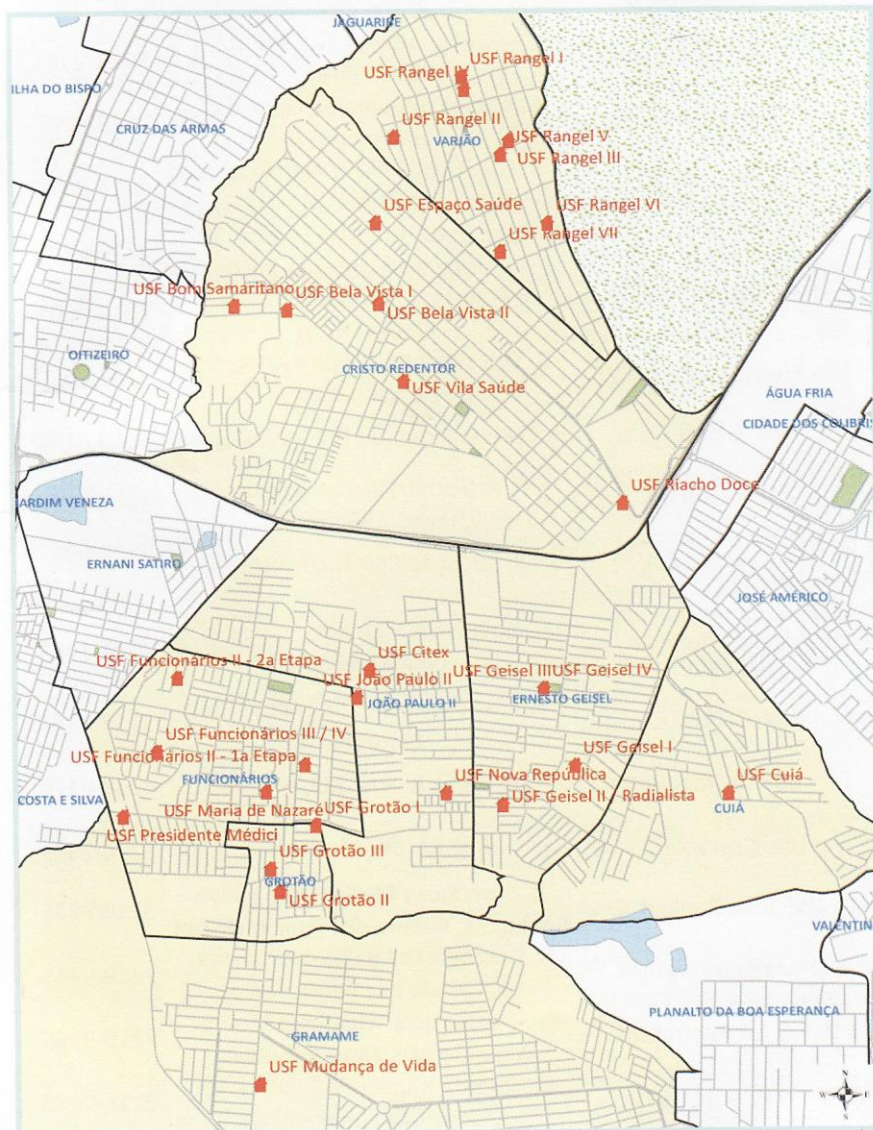 JAGUARIBE
USF Rangel I
USF Rangel IV
ILHA DO BISPO
CRUZ DAS ARMAS
USF Rangel II
USF Rangel V
VARJÃO
USF Rangel III
USF Espaço Saúde
USF Rangel VI
USF Rangel VII
USF Bom Samaritano
USF Bela Vista I
USF Bela Vista II
OITIZEIRO
CRISTO REDENTOR
USF Vila Saúde
ÁGUA FRIA
CIDADE DOS COLIBRIS
USF Riacho Doce
JARDIM VENEZA
ERNANI SATIRO
JOSÉ AMÉRICO
USF Citex
USF Funcionários II - 2a Etapa
USF João Paulo II
USF Geisel III
USF Geisel IV
JOÃO PAULO II
ERNESTO GEISEL
USF Funcionários III / IV
USF Funcionários II - 1a Etapa
USF Geisel I
FUNCIONÁRIOS
USF Nova República
USF Cuiá
COSTA E SILVA
USF Maria de Nazaré
USF Grotão I
USF Geisel II / Radialista
CUIÁ
USF Presidente Médici
USF Grotão III
GROTÃO
USF Grotão II
VALENTIN
PLANALTO DA BOA ESPERANÇA
GRAMAME
USF Mudança de Vida
N
W E
S